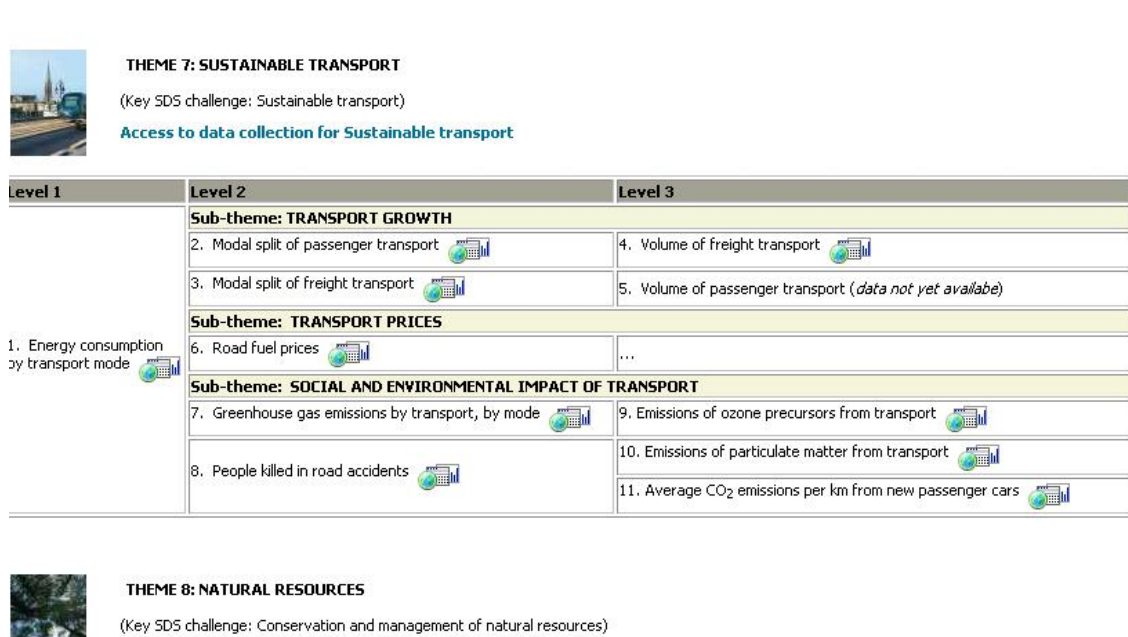 THEME 7: SUSTAINABLE TRANSPORT
(Key SDS challenge: Sustainable transport)
Access to data collection for Sustainable transport
Level 1
Level 2
Level 3
Sub-theme: TRANSPORT GROWTH
2. Modal split of passenger transport
4. Volume of freight transport
3. Modal split of freight transport
5. Volume of passenger transport (data not yet availabe)
Sub-theme: TRANSPORT PRICES
1. Energy consumption
by transport mode
6. Road fuel prices
...
Sub-theme: SOCIAL AND ENVIRONMENTAL IMPACT OF TRANSPORT
7. Greenhouse gas emissions by transport, by mode
9. Emissions of ozone precursors from transport
8. People killed in road accidents
10. Emissions of particulate matter from transport
11. Average CO2 emissions per km from new passenger cars
THEME 8: NATURAL RESOURCES
(Key SDS challenge: Conservation and management of natural resources)